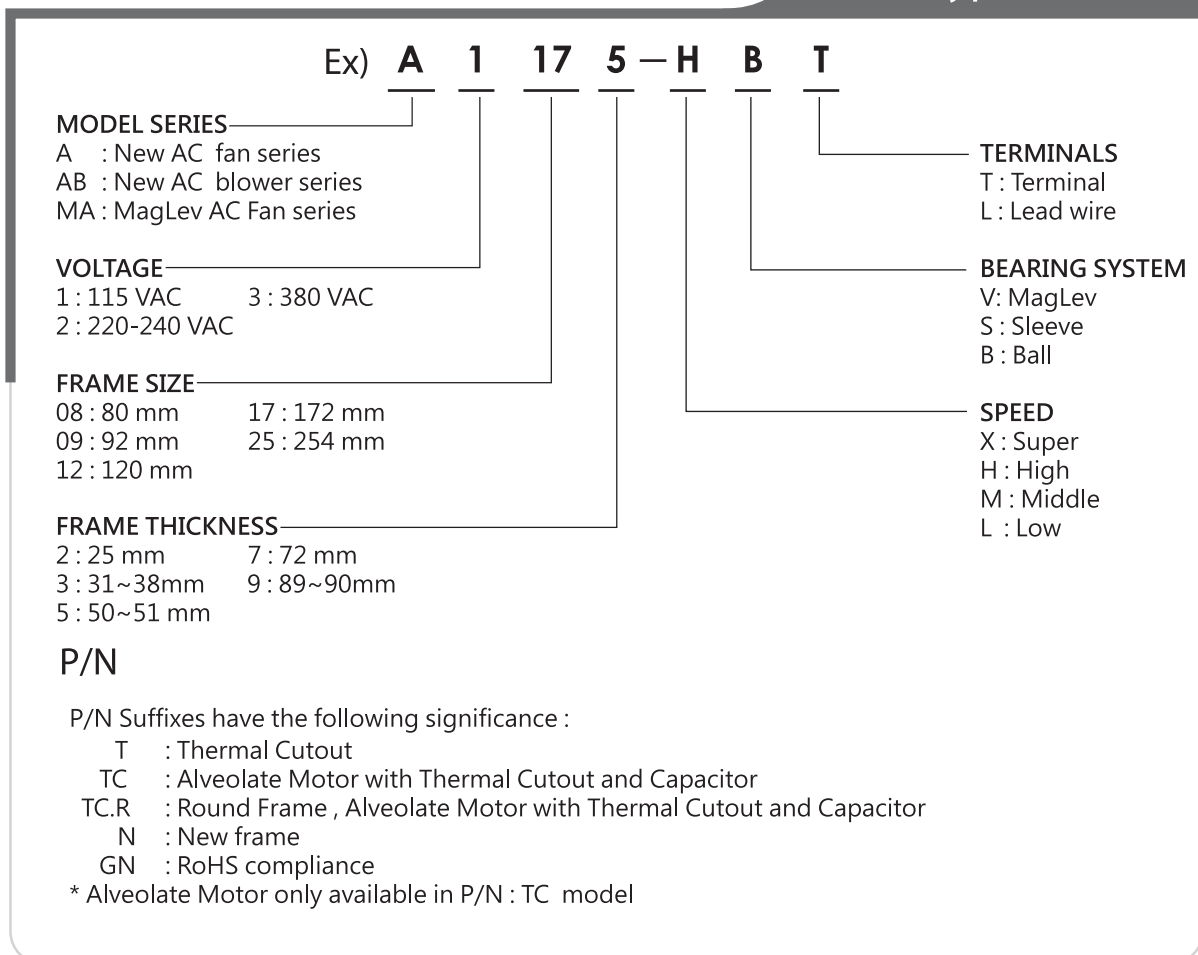 Ex) A 1 17 5 — H B T
MODEL SERIES
A : New AC fan series
AB : New AC blower series
MA : MagLev AC Fan series
VOLTAGE
1 : 115 VAC 3 : 380 VAC
2 : 220-240 VAC
FRAME SIZE
08 : 80 mm 17 : 172 mm
09 : 92 mm 25 : 254 mm
12 : 120 mm
FRAME THICKNESS
2 : 25 mm 7 : 72 mm
3 : 31~38mm 9 : 89~90mm
5 : 50~51 mm
TERMINALS
T : Terminal
L : Lead wire
BEARING SYSTEM
V: MagLev
S : Sleeve
B : Ball
SPEED
X : Super
H : High
M : Middle
L : Low
P/N
P/N Suffixes have the following significance :
T : Thermal Cutout
TC : Alveolate Motor with Thermal Cutout and Capacitor
TC.R : Round Frame , Alveolate Motor with Thermal Cutout and Capacitor
N : New frame
GN : RoHS compliance
* Alveolate Motor only available in P/N : TC model